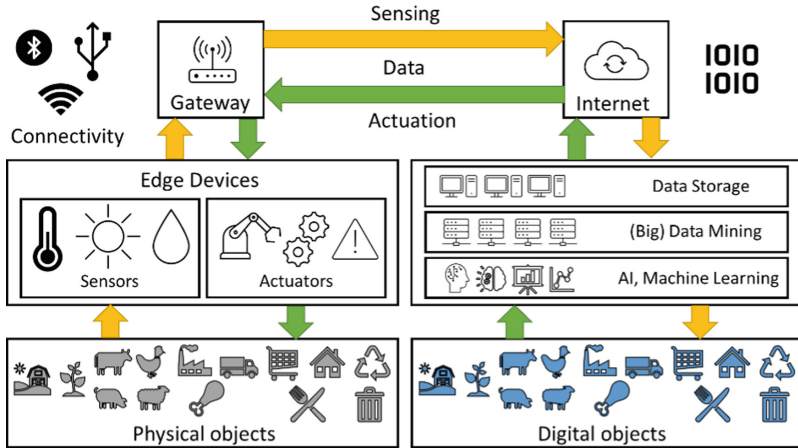 Sensing
Data
Actuation
Gateway
Internet
1010
1010
Connectivity
Edge Devices
Sensors
Actuators
Data Storage
(Big) Data Mining
AI, Machine Learning
Physical objects
Digital objects